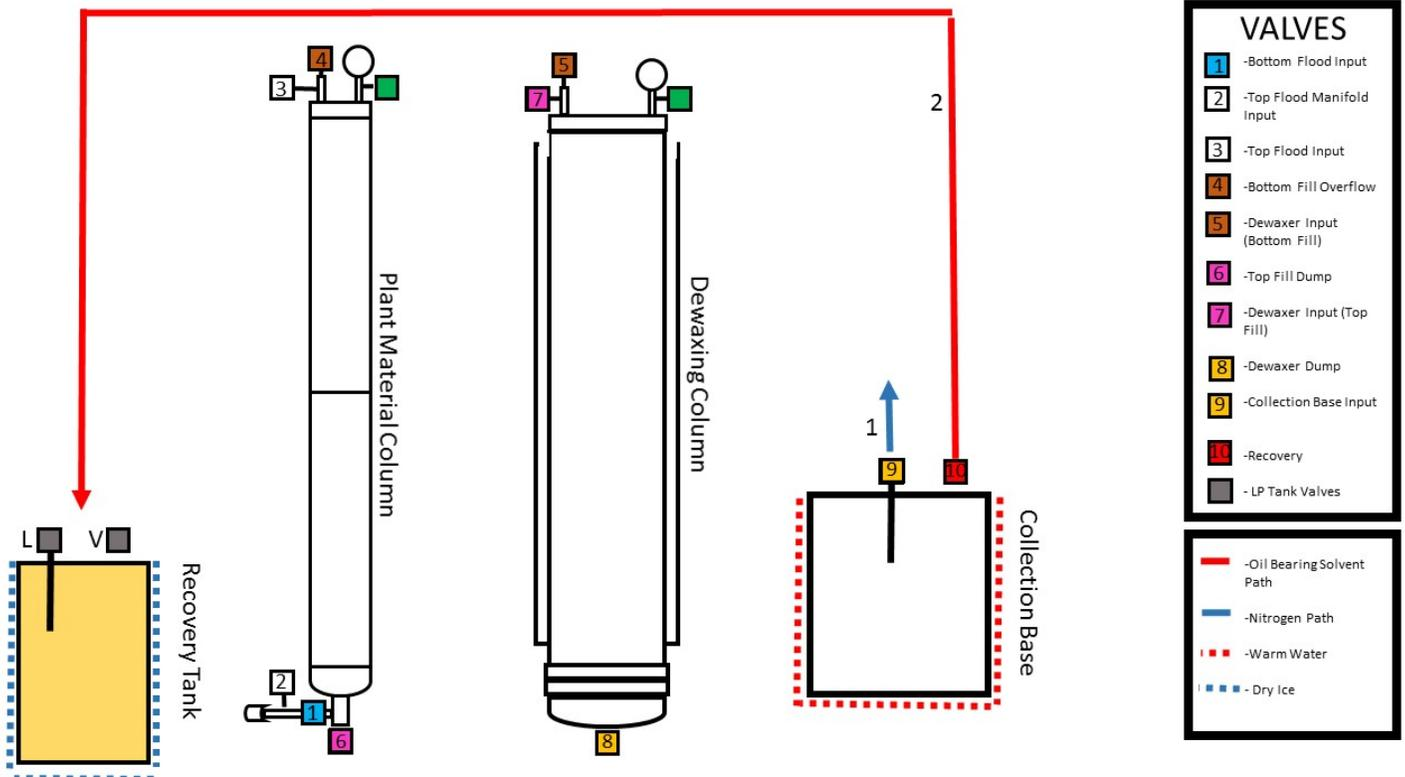 4
3
5
7
2
Plant Material Column
Dewaxing Column
1
9
10
L
V
Recovery Tank
2
1
6
8
Collection Base
VALVES
1 -Bottom Flood Input
2 -Top Flood Manifold
Input
3 -Top Flood Input
4 -Bottom Fill Overflow
5 -Dewaxer Input
(Bottom Fill)
6 -Top Fill Dump
7 -Dewaxer Input (Top
Fill)
8 -Dewaxer Dump
9 -Collection Base Input
10 -Recovery
- LP Tank Valves
-Oil Bearing Solvent
Path
-Nitrogen Path
-Warm Water
- Dry Ice